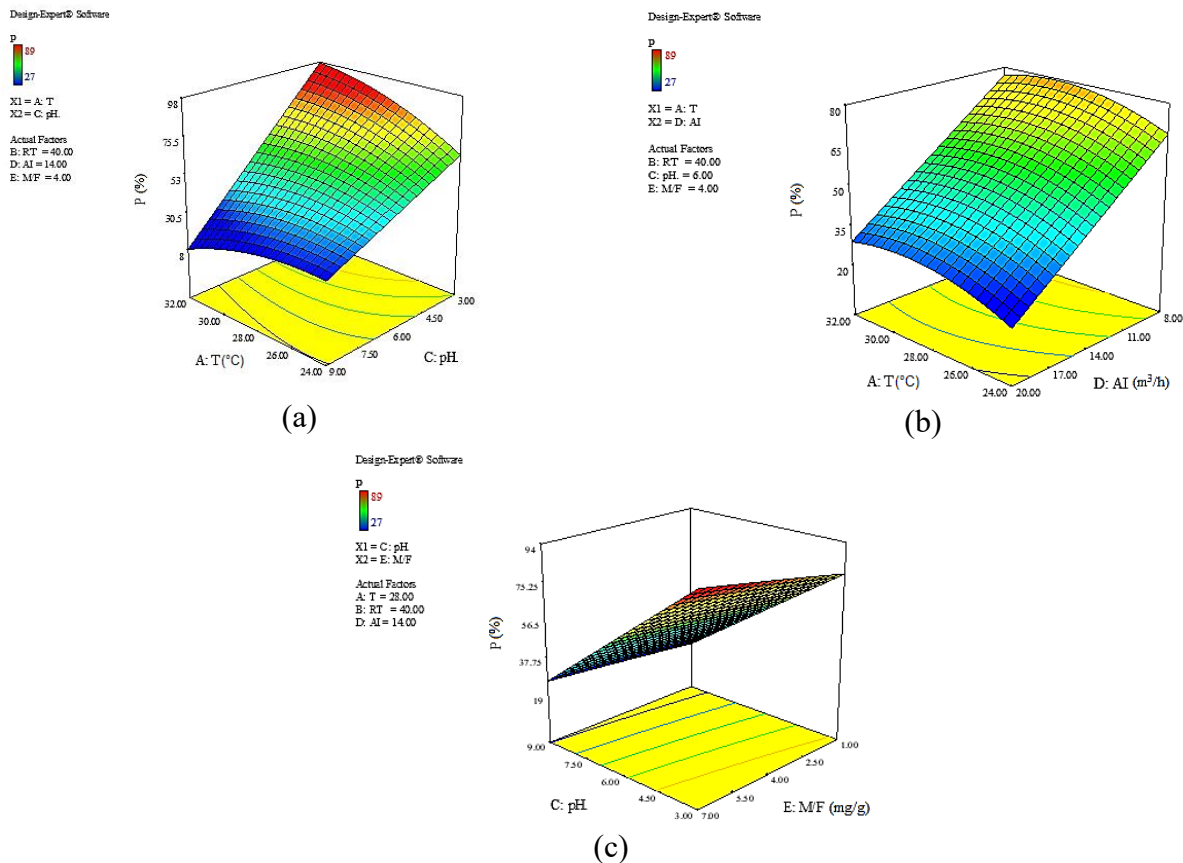 Design-Expert® Software
P
89
27
X1 = A: T
X2 = C: pH.
Actual Factors
B: RT = 40.00
D: AI = 14.00
E: M/F = 4.00
98
75.5
53
30.5
8
P (%)
32.00
30.00
28.00
26.00
24.00
A: T(°C)
9.00
7.50
6.00
4.50
3.00
C: pH.
(a)
Design-Expert® Software
P
89
27
X1 = A: T
X2 = D: AI
Actual Factors
B: RT = 40.00
C: pH. = 6.00
E: M/F = 4.00
80
65
50
35
20
P (%)
32.00
30.00
28.00
26.00
24.00
A: T(°C)
20.00
17.00
14.00
11.00
8.00
D: AI (m³/h)
(b)
Design-Expert® Software
P
89
27
X1 = C: pH.
X2 = E: M/F
Actual Factors
A: T = 28.00
B: RT = 40.00
D: AI = 14.00
94
75.25
56.5
37.75
19
P (%)
9.00
7.50
6.00
4.50
3.00
C: pH.
7.00
5.50
4.00
2.50
1.00
E: M/F (mg/g)
(c)